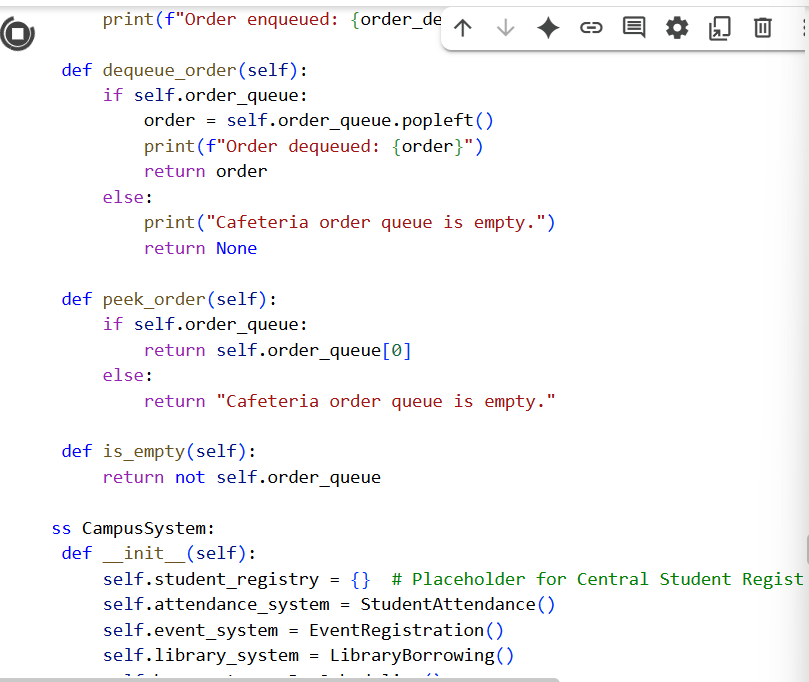 print(f"Order enqueued: {order_de
def dequeue_order(self):
if self.order_queue:
order = self.order_queue.popleft()
print(f"Order dequeued: {order}")
return order
else:
print("Cafeteria order queue is empty.")
return None
def peek_order(self):
if self.order_queue:
return self.order_queue[0]
else:
return "Cafeteria order queue is empty."
def is_empty(self):
return not self.order_queue
ss CampusSystem:
def __init__(self):
self.student_registry = {}  # Placeholder for Central Student Regist
self.attendance_system = StudentAttendance()
self.event_system = EventRegistration()
self.library_system = LibraryBorrowing()